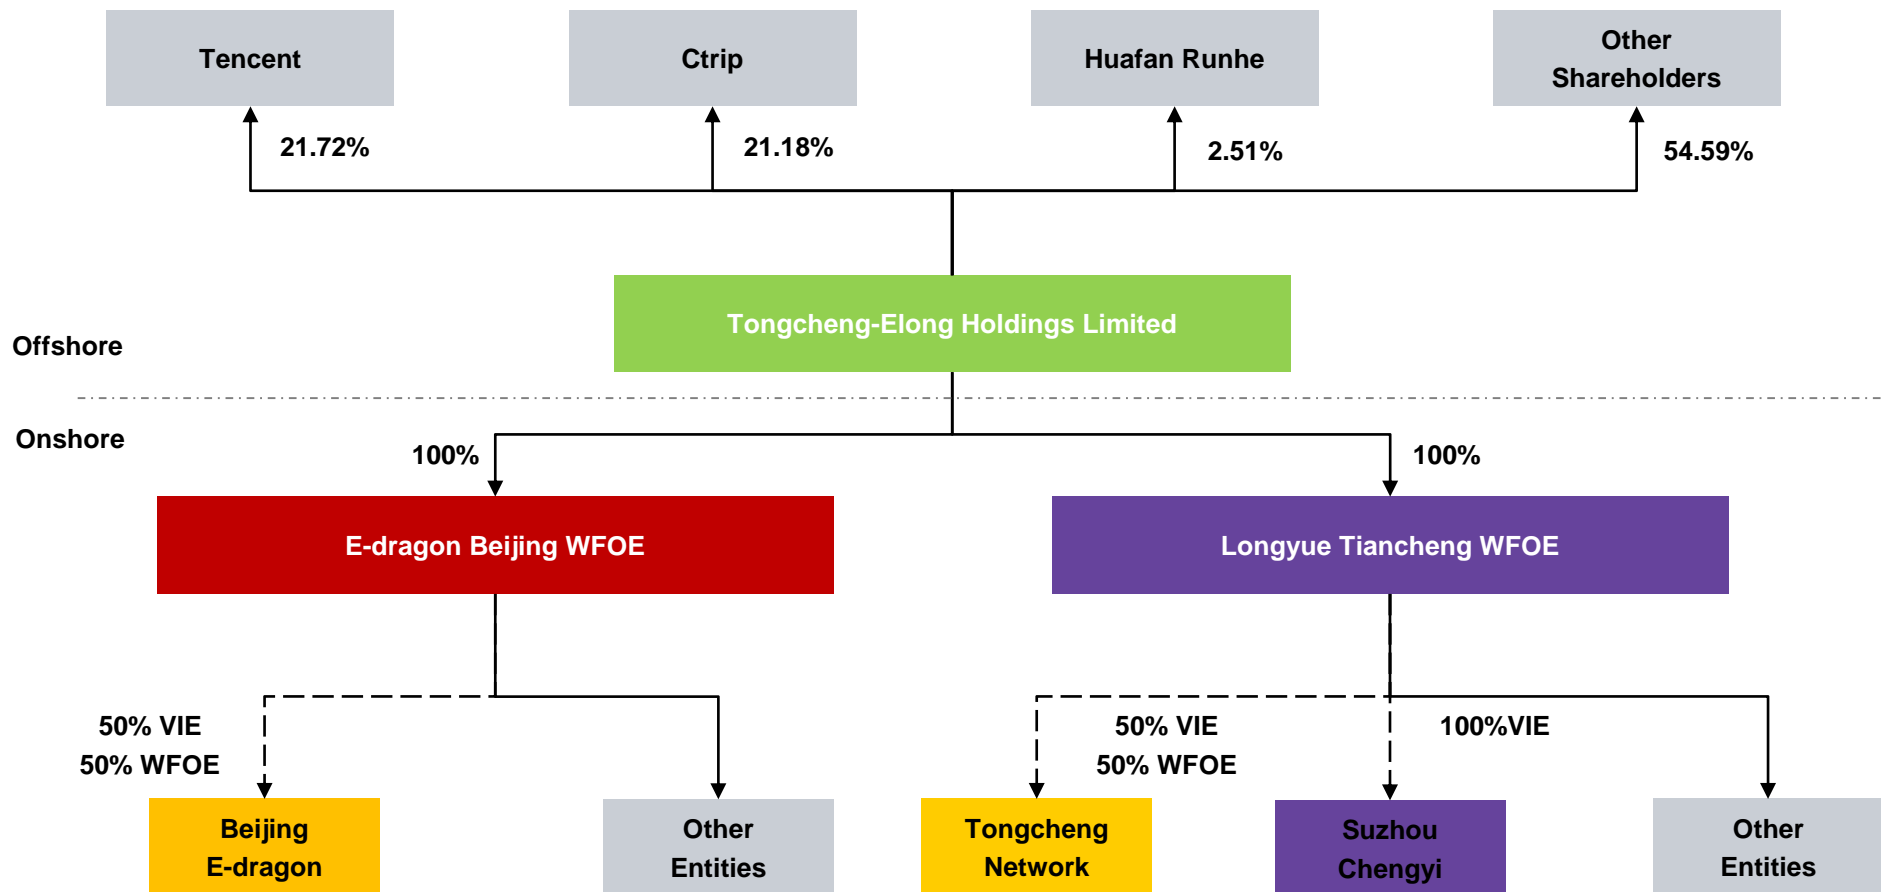 Tencent
Ctrip
Huafan Runhe
Other
Shareholders
21.72%
21.18%
2.51%
54.59%
Tongcheng-Elong Holdings Limited
Offshore
Onshore
100%
100%
E-dragon Beijing WFOE
Longyue Tiancheng WFOE
50% VIE
50% WFOE
50% VIE
50% WFOE
100%VIE
Beijing
E-dragon
Other
Entities
Tongcheng
Network
Suzhou
Chengyi
Other
Entities